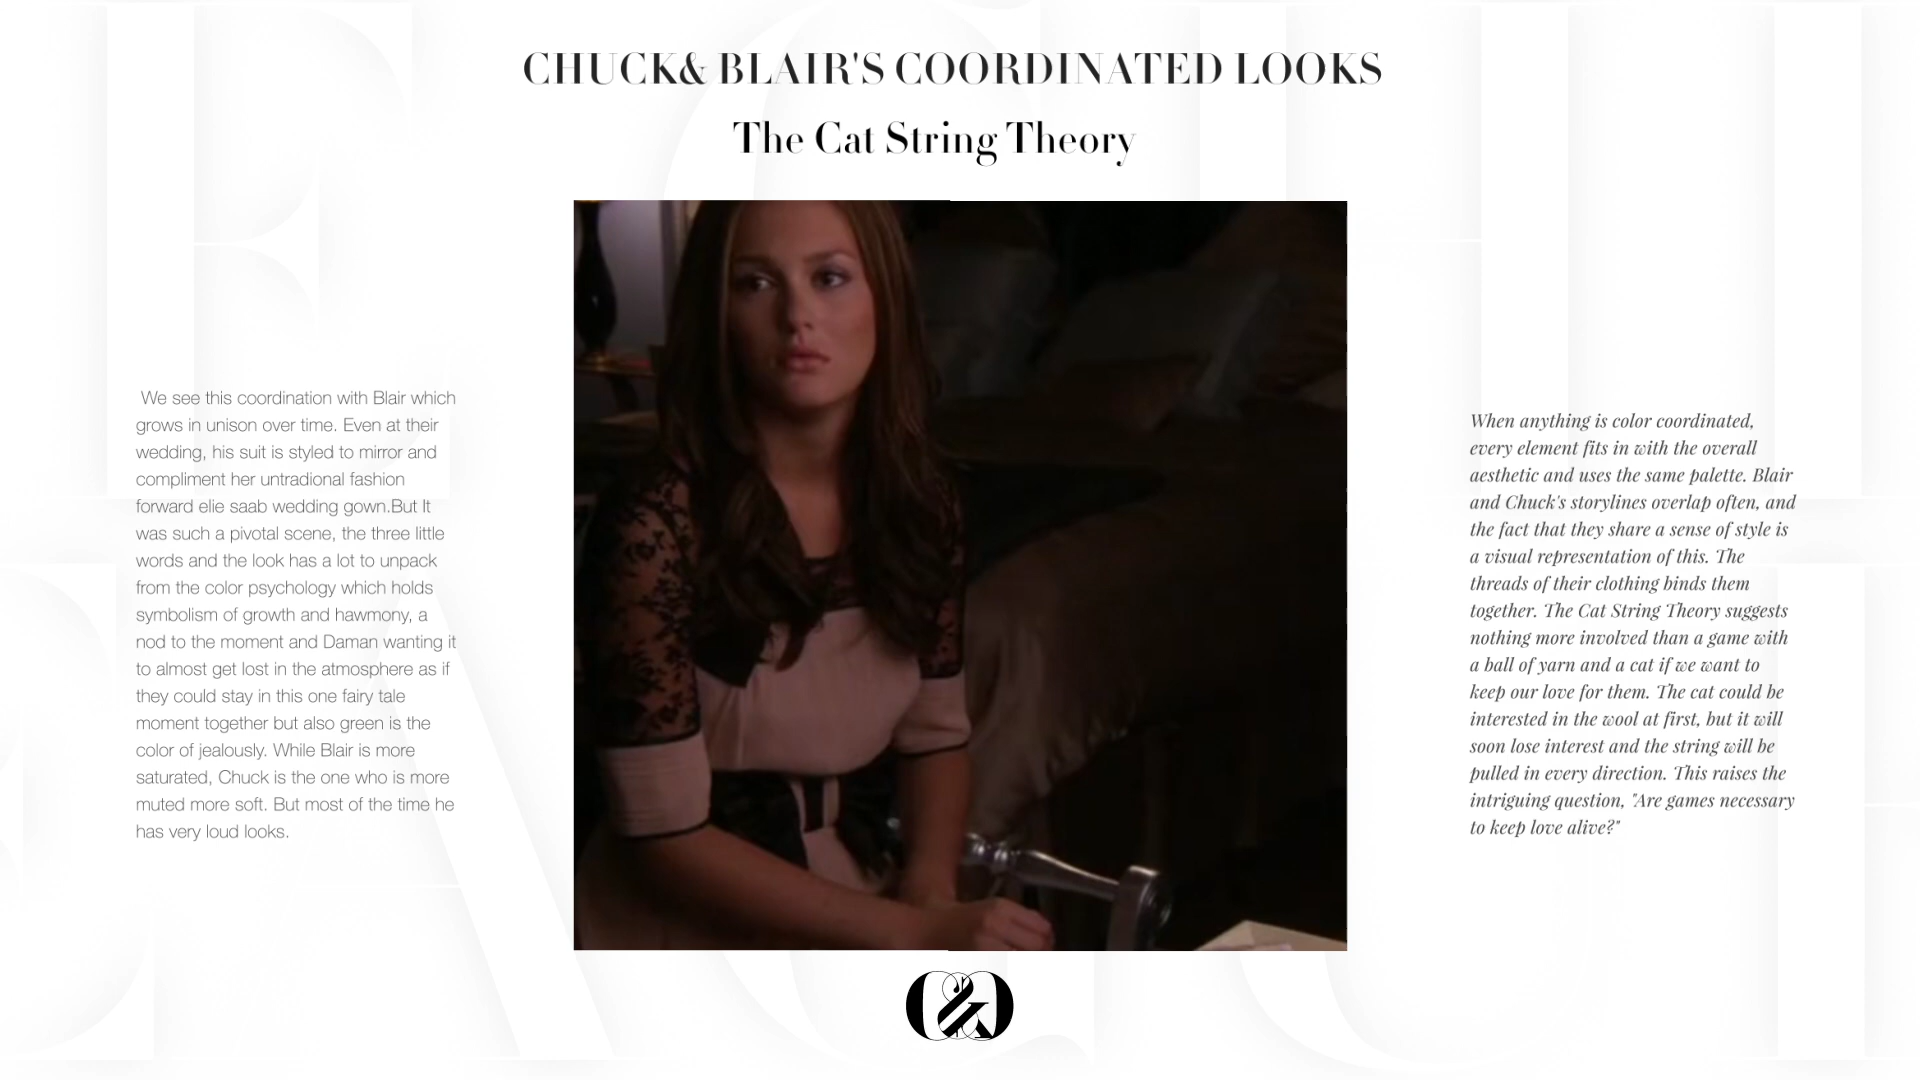 CHUCK& BLAIR'S COORDINATED LOOKS
The Cat String Theory
We see this coordination with Blair which
grows in unison over time. Even at their
wedding, his suit is styled to mirror and
compliment her untradional fashion
forward elie saab wedding gown.But It
was such a pivotal scene, the three little
words and the look has a lot to unpack
from the color psychology which holds
symbolism of growth and hawmony, a
nod to the moment and Daman wanting it
to almost get lost in the atmosphere as if
they could stay in this one fairy tale
moment together but also green is the
color of jealously. While Blair is more
saturated, Chuck is the one who is more
muted more soft. But most of the time he
has very loud looks.
When anything is color coordinated,
every element fits in with the overall
aesthetic and uses the same palette. Blair
and Chuck's storylines overlap often, and
the fact that they share a sense of style is
a visual representation of this. The
threads of their clothing binds them
together. The Cat String Theory suggests
nothing more involved than a game with
a ball of yarn and a cat if we want to
keep our love for them. The cat could be
interested in the wool at first, but it will
soon lose interest and the string will be
pulled in every direction. This raises the
intriguing question, "Are games necessary
to keep love alive?"